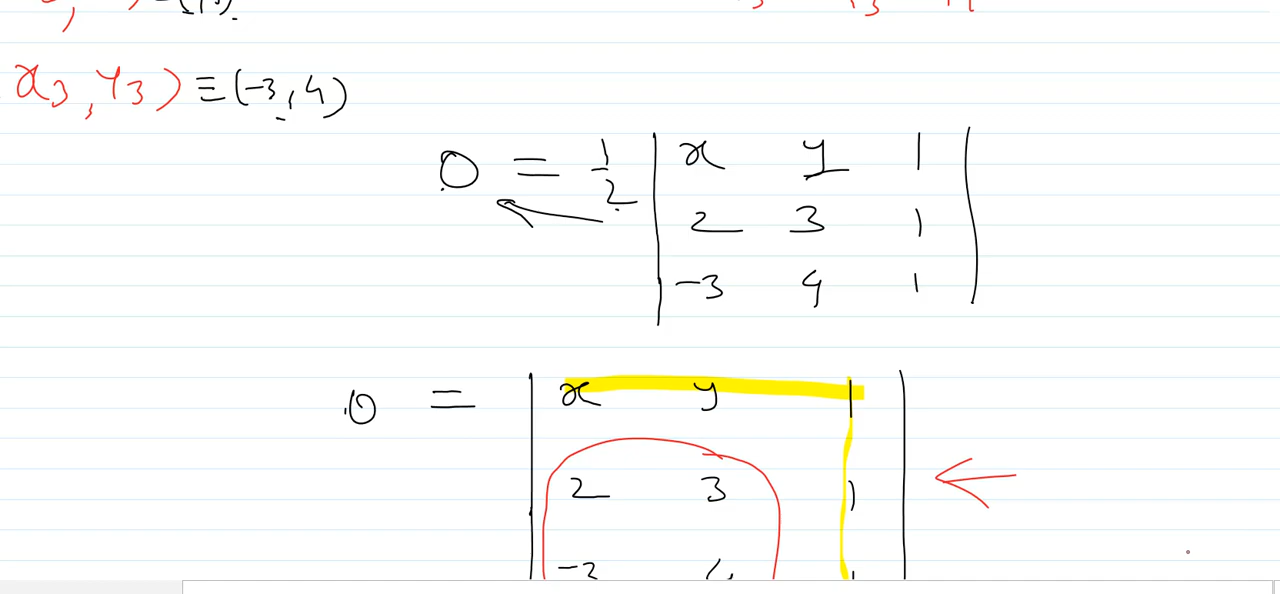 x3, y3) ≡ (-3, 4)
0 = 1/2 | x y 1 |
| 2 3 1 |
| -3 4 1 |
0 = | x y 1 |
| 2 3 1 |